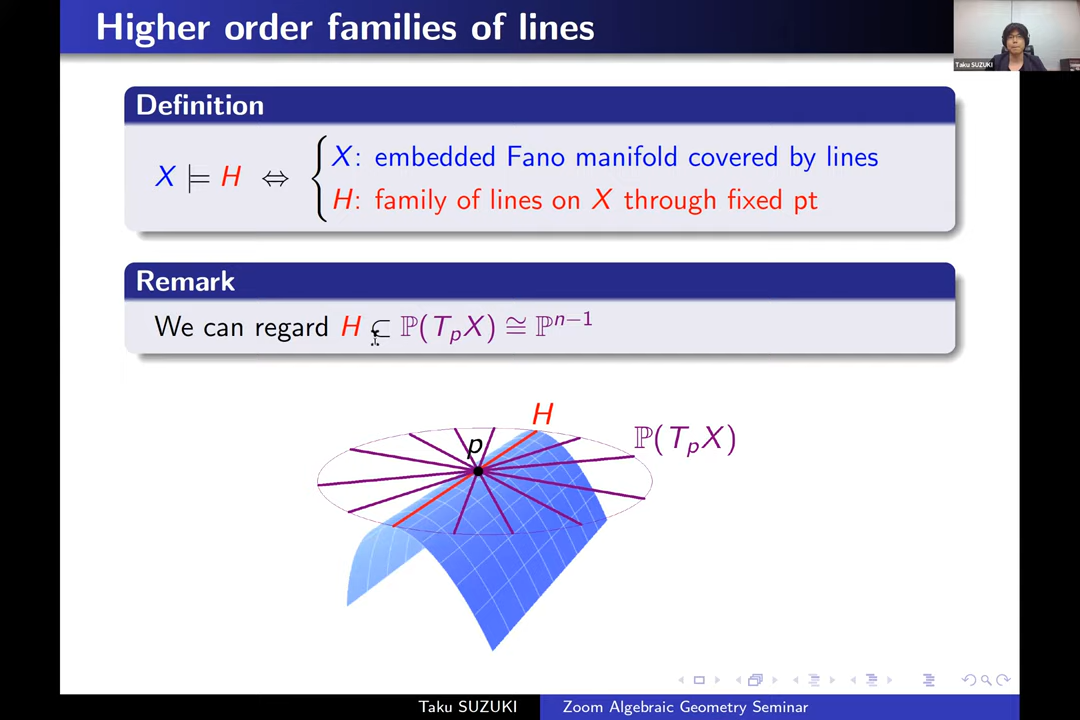 Higher order families of lines
Taku SUZUKI
Definition
X ⊨ H ⇔ { X: embedded Fano manifold covered by lines
H: family of lines on X through fixed pt
Remark
We can regard H ⊆ ℙ(TₚX) ≅ ℙⁿ⁻¹
H
p
ℙ(TₚX)
Taku SUZUKI
Zoom Algebraic Geometry Seminar